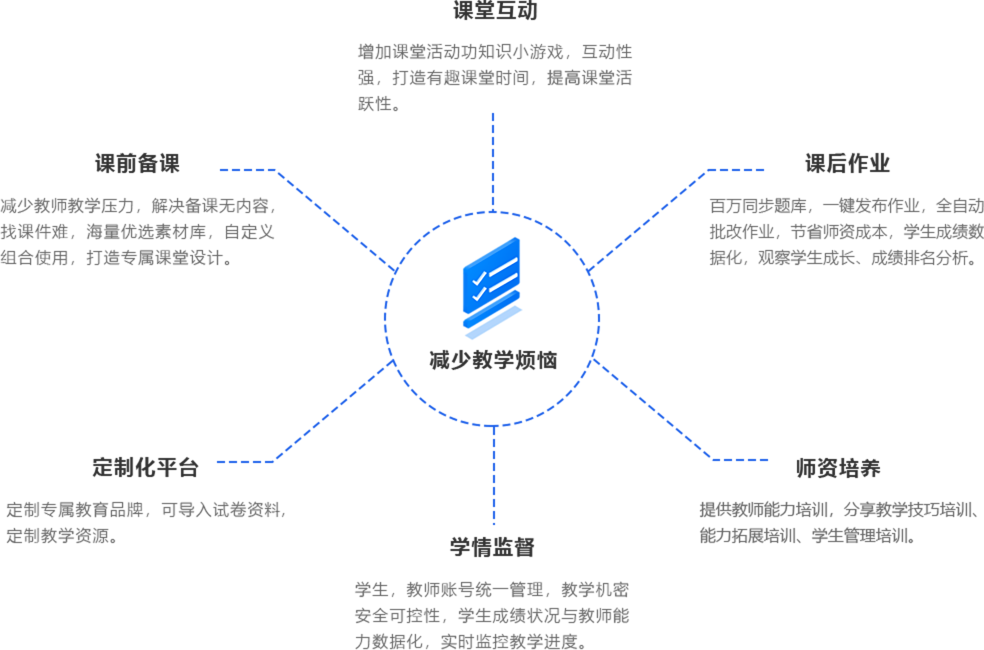 课堂互动
增加课堂活动功知识小游戏，互动性
强，打造有趣课堂时间，提高课堂活
跃性。
课前备课
减少教师教学压力，解决备课无内容，
找课件难，海量优选素材库，自定义
组合使用，打造专属课堂设计。
课后作业
百万同步题库，一键发布作业，全自动
批改作业，节省师资成本，学生成绩数
据化，观察学生成长、成绩排名分析。
减少教学烦恼
定制化平台
定制专属教育品牌，可导入试卷资料，
定制教学资源。
师资培养
提供教师能力培训，分享教学技巧培训、
能力拓展培训、学生管理培训。
学情监督
学生，教师账号统一管理，教学机密
安全可控性，学生成绩状况与教师能
力数据化，实时监控教学进度。